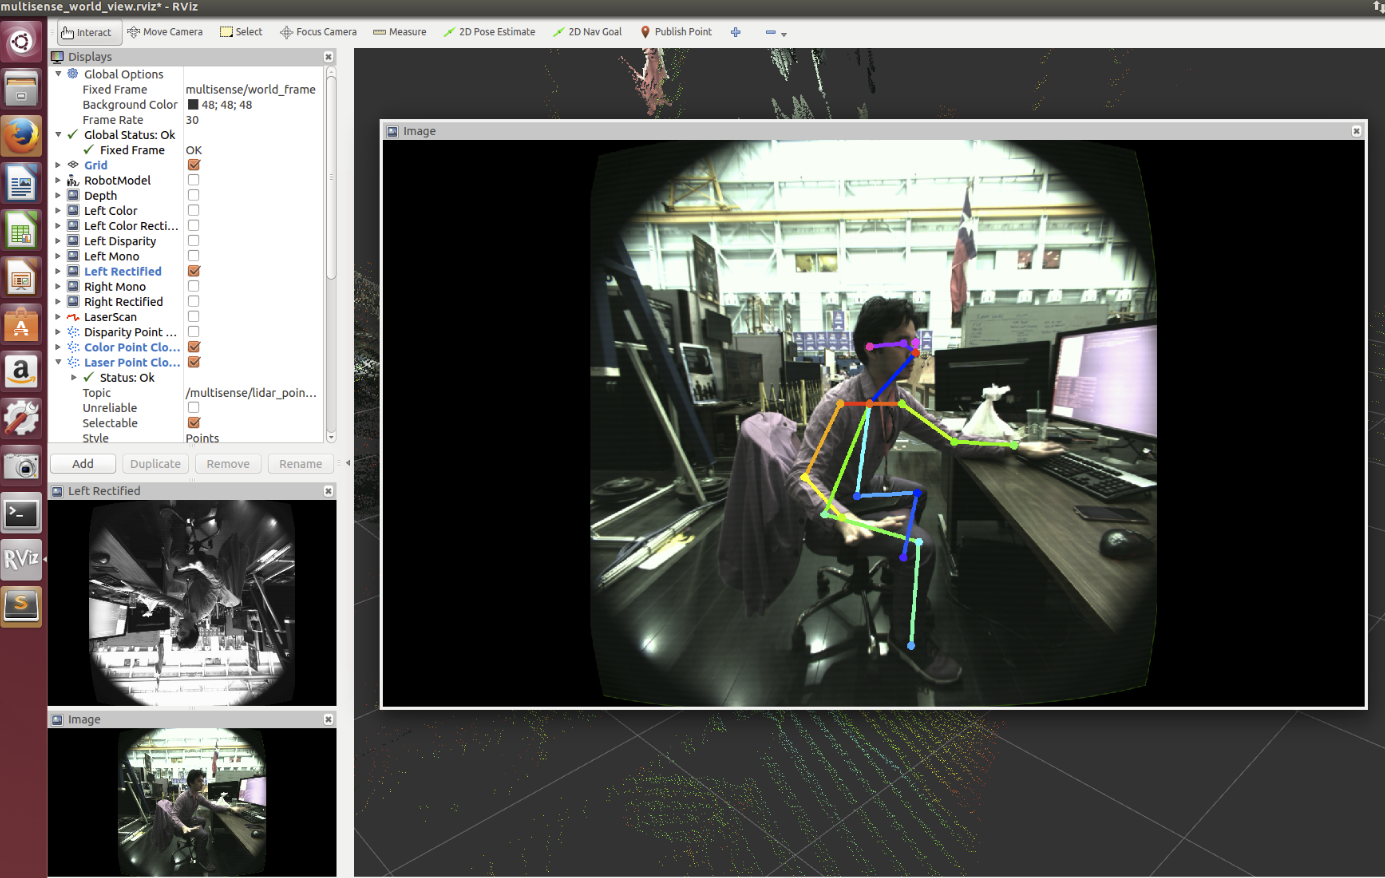 multisense_world_view.rviz* - RViz
Interact Move Camera Select Focus Camera Measure 2D Pose Estimate 2D Nav Goal Publish Point
Displays
Global Options
Fixed Frame multisense/world_frame
Background Color 48; 48; 48
Frame Rate 30
Global Status: Ok
Fixed Frame OK
Grid
RobotModel
Depth
Left Color
Left Color Recti...
Left Disparity
Left Mono
Left Rectified
Right Mono
Right Rectified
LaserScan
Disparity Point ...
Color Point Clo...
Laser Point Clo...
Status: Ok
Topic /multisense/lidar_poin...
Unreliable
Selectable
Style Points
Add Duplicate Remove Rename
Left Rectified
Image
Image
RViz